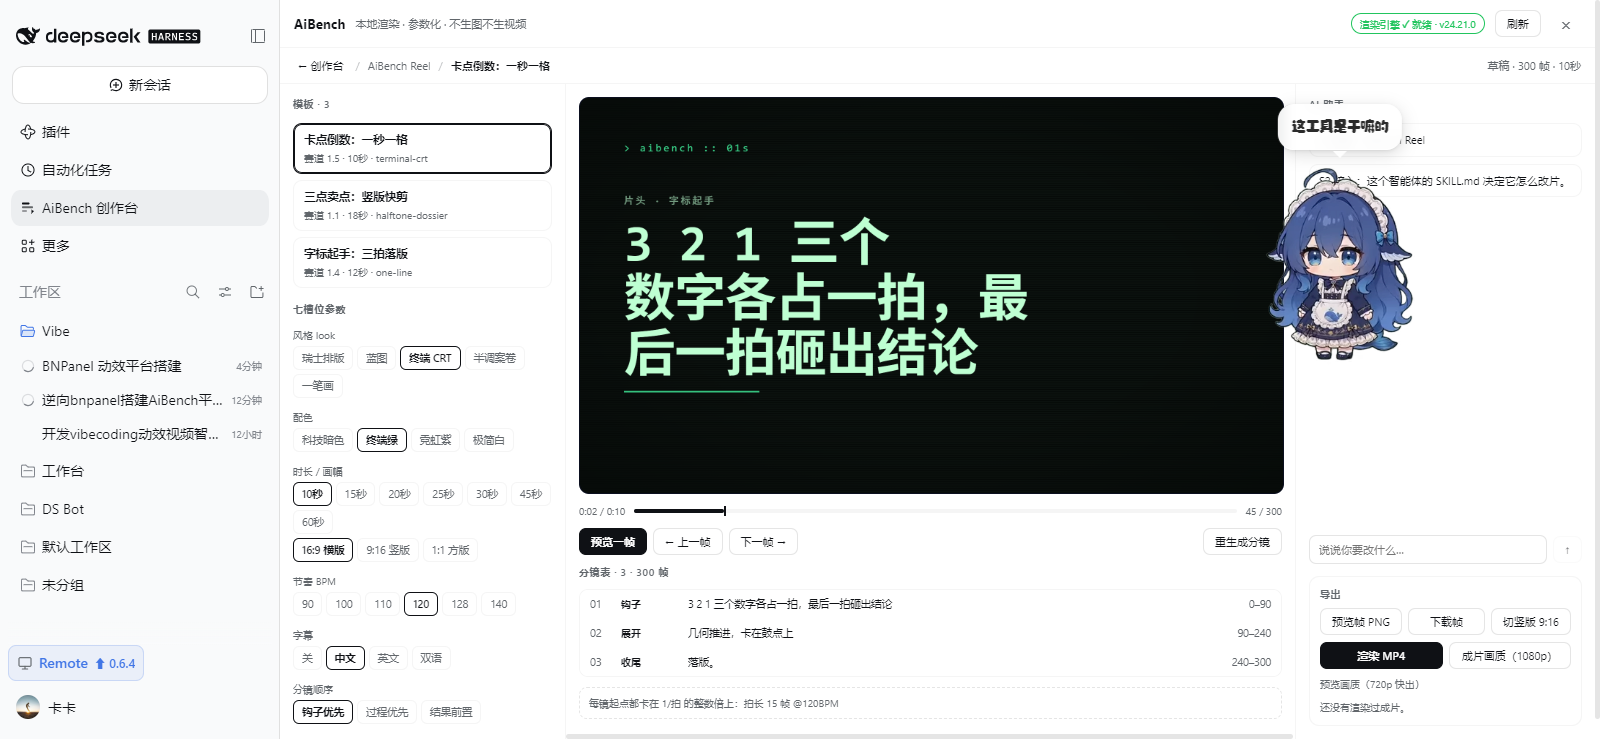 deepseek HARNESS
新会话
插件
自动化任务
AiBench 创作台
更多
工作区
Vibe
BNPanel 动效平台搭建 4分钟
逆向bnpanel搭建AiBench平... 12分钟
开发vibecoding动效视频智... 12小时
工作台
DS Bot
默认工作区
未分组
Remote 0.6.4
卡卡
AiBench 本地渲染 · 参数化 · 不生图不生视频
渲染引擎 ✓ 就绪 · v24.21.0
刷新
×
← 创作台 / AiBench Reel / 卡点倒数：一秒一格
草稿 · 300 帧 · 10秒
模板 · 3
卡点倒数：一秒一格
赛道 1.5 · 10秒 · terminal-crt
三点卖点：竖版快剪
赛道 1.1 · 18秒 · halftone-dossier
字标起手：三拍落版
赛道 1.4 · 12秒 · one-line
七槽位参数
风格 look
瑞士排版 蓝图 终端 CRT 半调案卷
一笔画
配色
科技暗色 终端绿 霓虹紫 极简白
时长 / 画幅
10秒 15秒 20秒 25秒 30秒 45秒
60秒
16:9 横版 9:16 竖版 1:1 方版
节奏 BPM
90 100 110 120 128 140
字幕
关 中文 英文 双语
分镜顺序
钩子优先 过程优先 结果前置
> aibench :: 01s
片头 · 字标起手
3 2 1 三个
数字各占一拍，最
后一拍砸出结论
0:02 / 0:10
45 / 300
预览一帧 ← 上一帧 下一帧 →
重生成分镜
分镜表 · 3 · 300 帧
01 钩子 3 2 1 三个数字各占一拍，最后一拍砸出结论 0–90
02 展开 几何推进，卡在鼓点上 90–240
03 收尾 落版。 240–300
每镜起点都卡在 1/拍 的整数倍上：拍长 15 帧 @120BPM
这工具是干嘛的
Reel
这个智能体的 SKILL.md 决定它怎么改片。
说说你要改什么...
↑
导出
预览帧 PNG 下载帧 切竖版 9:16
渲染 MP4 成片画质（1080p）
预览画质（720p 快出）
还没有渲染过成片。